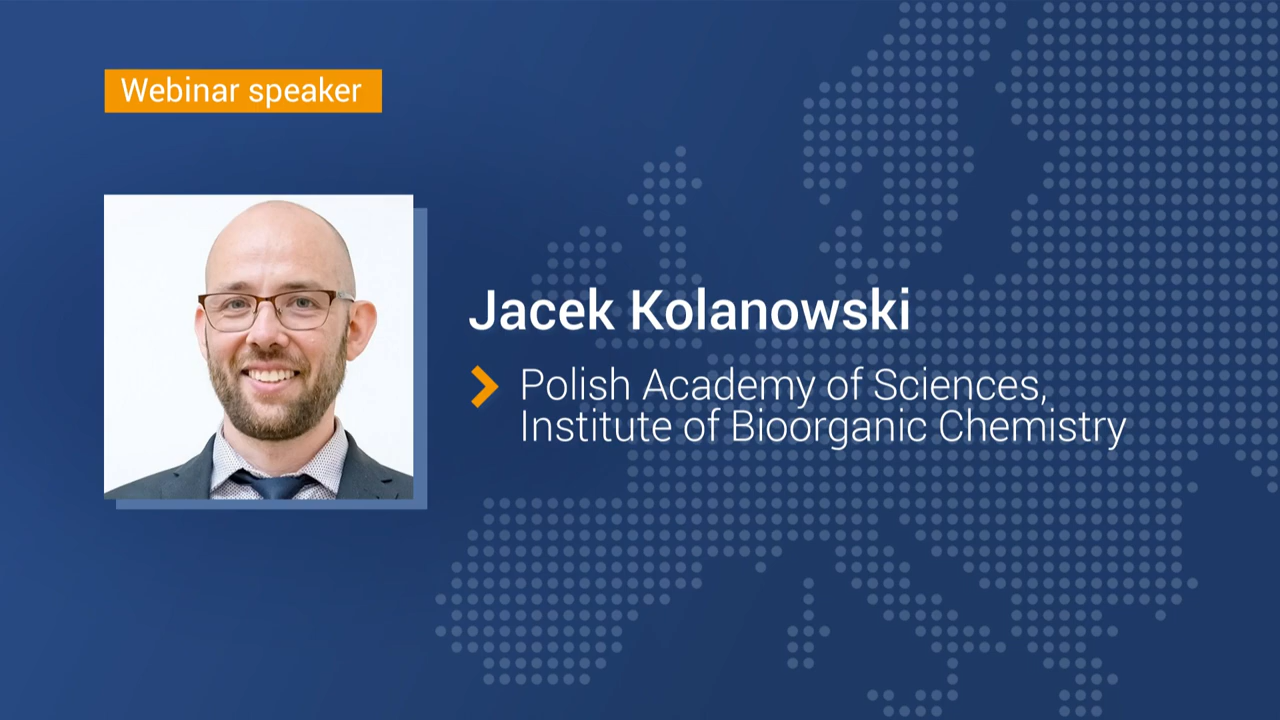 Webinar speaker
Jacek Kolanowski
Polish Academy of Sciences,
Institute of Bioorganic Chemistry